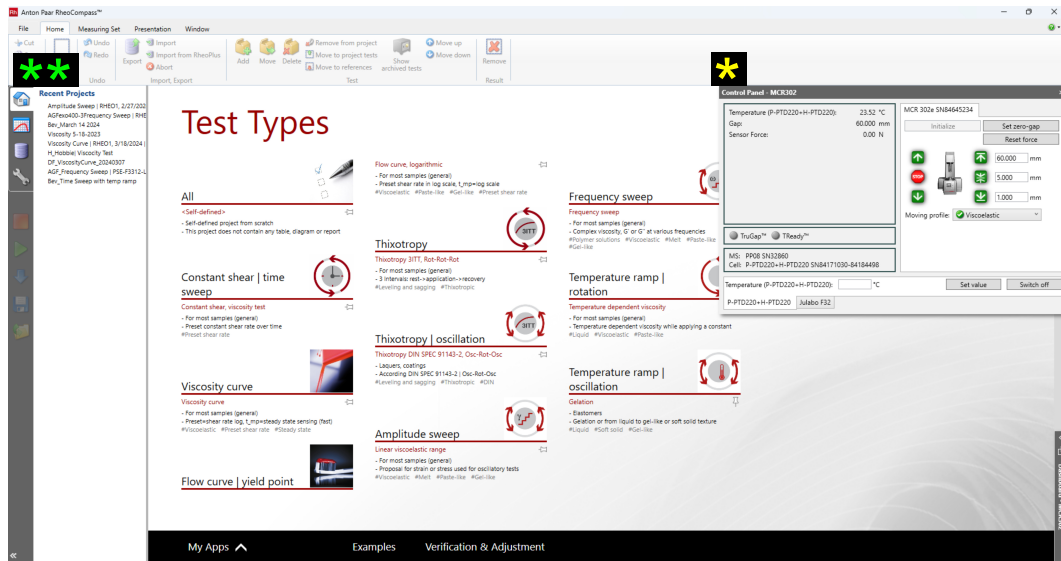 Anton Paar RheoCompass™
File Home Measuring Set Presentation Window
Cut
Undo
Redo
Undo
Export
Import
Import from RheoPlus
Abort
Import, Export
Add Move Delete
Remove from project
Move to project tests
Move to references
Show archived tests
Move up
Move down
Test
Remove
Result
**
*
Recent Projects
Amplitude Sweep | RHEO1, 2/27/202
AGFexo400-3Frequency Sweep | RHE
Bev_March 14 2024
Viscosity 5-18-2023
Viscosity Curve | RHEO1, 3/18/2024 |
H_Hobbie| Viscosity Test
DF_ViscosityCurve_20240307
AGF_Frequency Sweep | PSE-F3312-L
Bev_Time Sweep with temp ramp
Test Types
All
<Self-defined>
- Self-defined project from scratch
- This project does not contain any table, diagram or report
Constant shear | time
sweep
Constant shear, viscosity test
- For most samples (general)
- Preset constant shear rate over time
#Preset shear rate
Viscosity curve
Viscosity curve
- For most samples (general)
- Preset=shear rate log, t_mp=steady state sensing (fast)
#Viscoelastic #Preset shear rate #Steady state
Flow curve | yield point
Flow curve, logarithmic
- For most samples (general)
- Preset shear rate in log scale, t_mp=log scale
#Viscoelastic #Paste-like #Gel-like #Preset shear rate
3ITT
Thixotropy
Thixotropy 3ITT, Rot-Rot-Rot
- For most samples (general)
- 3 Intervals: rest->application->recovery
#Leveling and sagging #Thixotropic
3ITT
Thixotropy | oscillation
Thixotropy DIN SPEC 91143-2, Osc-Rot-Osc
- Laquers, coatings
- According DIN SPEC 91143-2 | Osc-Rot-Osc
#Leveling and sagging #Thixotropic #DIN
γ
Amplitude sweep
Linear viscoelastic range
- For most samples (general)
- Proposal for strain or stress used for oscillatory tests
#Viscoelastic #Melt #Paste-like #Gel-like
ω
Frequency sweep
Frequency sweep
- For most samples (general)
- Complex viscosity, G' or G'' at various frequencies
#Polymer solutions #Viscoelastic #Melt #Paste-like
#Gel-like
Temperature ramp |
rotation
Temperature dependent viscosity
- For most samples (general)
- Temperature dependent viscosity while applying a constant
#Liquid #Viscoelastic #Paste-like
Temperature ramp |
oscillation
Gelation
- Elastomers
- Gelation or from liquid to gel-like or soft solid texture
#Liquid #Soft solid #Gel-like
Control Panel - MCR302
Temperature (P-PTD220+H-PTD220): 23.52 °C
Gap: 60.000 mm
Sensor Force: 0.00 N
TruGap™ TReady™
MS: PP08 SN32860
Cell: P-PTD220+H-PTD220 SN84171030-84184498
MCR 302e SN84645234
Initialize Set zero-gap
Reset force
60.000 mm
STOP 5.000 mm
1.000 mm
Moving profile: Viscoelastic
Temperature (P-PTD220+H-PTD220): °C Set value Switch off
P-PTD220+H-PTD220 Julabo F32
My Apps Examples Verification & Adjustment